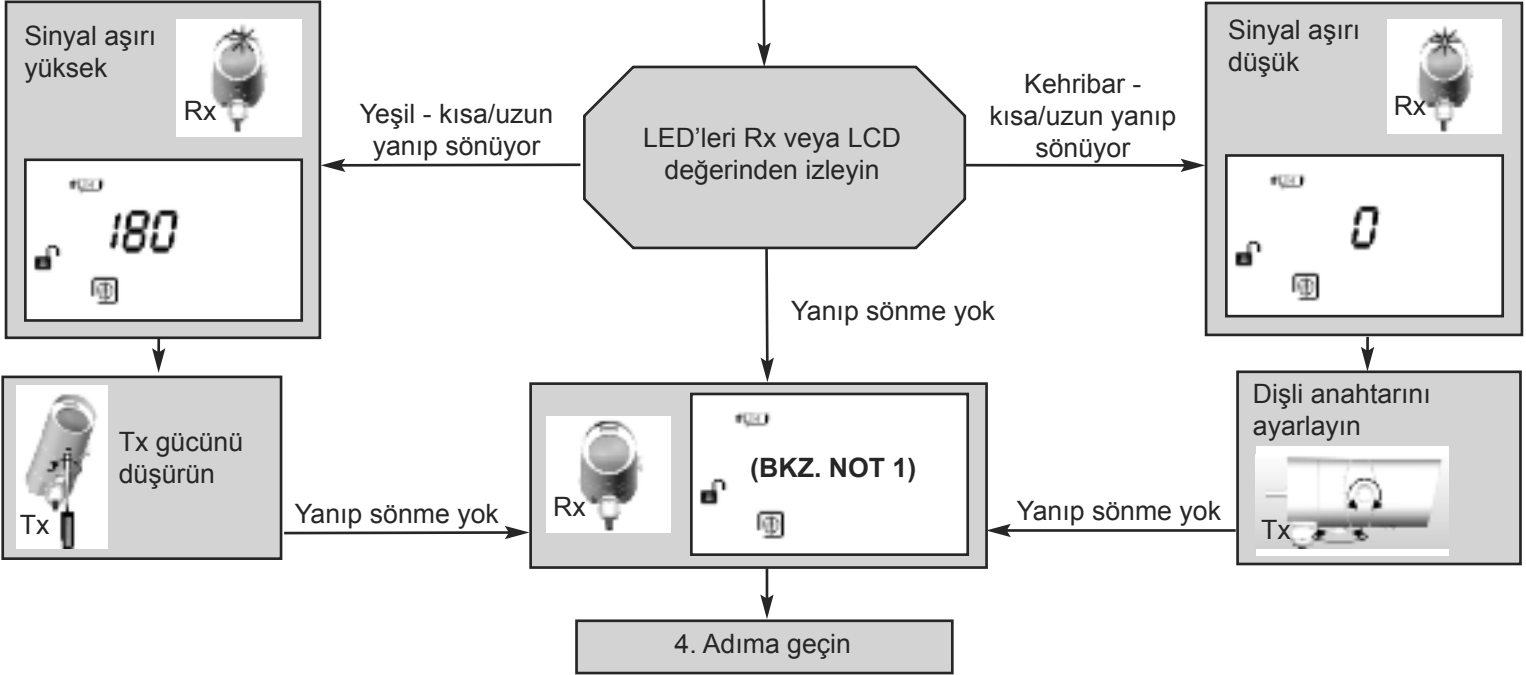 Sinyal aşırı
yüksek
Rx
180
Yeşil - kısa/uzun
yanıp sönüyor
LED’leri Rx veya LCD
değerinden izleyin
Kehribar -
kısa/uzun yanıp
sönüyor
Sinyal aşırı
düşük
Rx
0
Yanıp sönme yok
Tx gücünü
düşürün
Tx
Yanıp sönme yok
Rx
(BKZ. NOT 1)
Yanıp sönme yok
Dişli anahtarını
ayarlayın
Tx
4. Adıma geçin